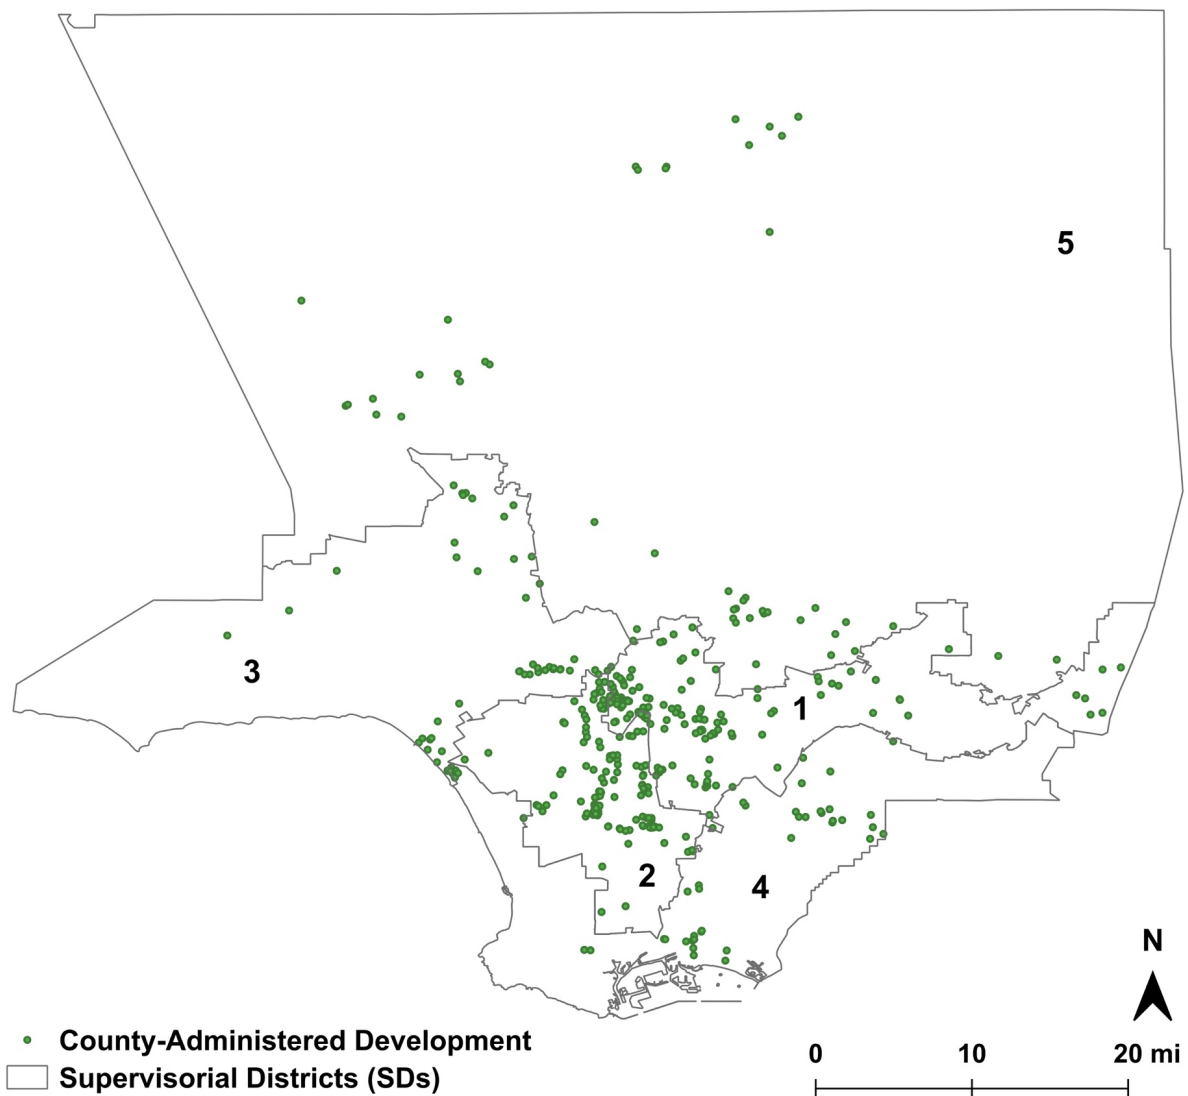 5
3
1
2
4
N
County-Administered Development
Supervisorial Districts (SDs)
0 10 20 mi